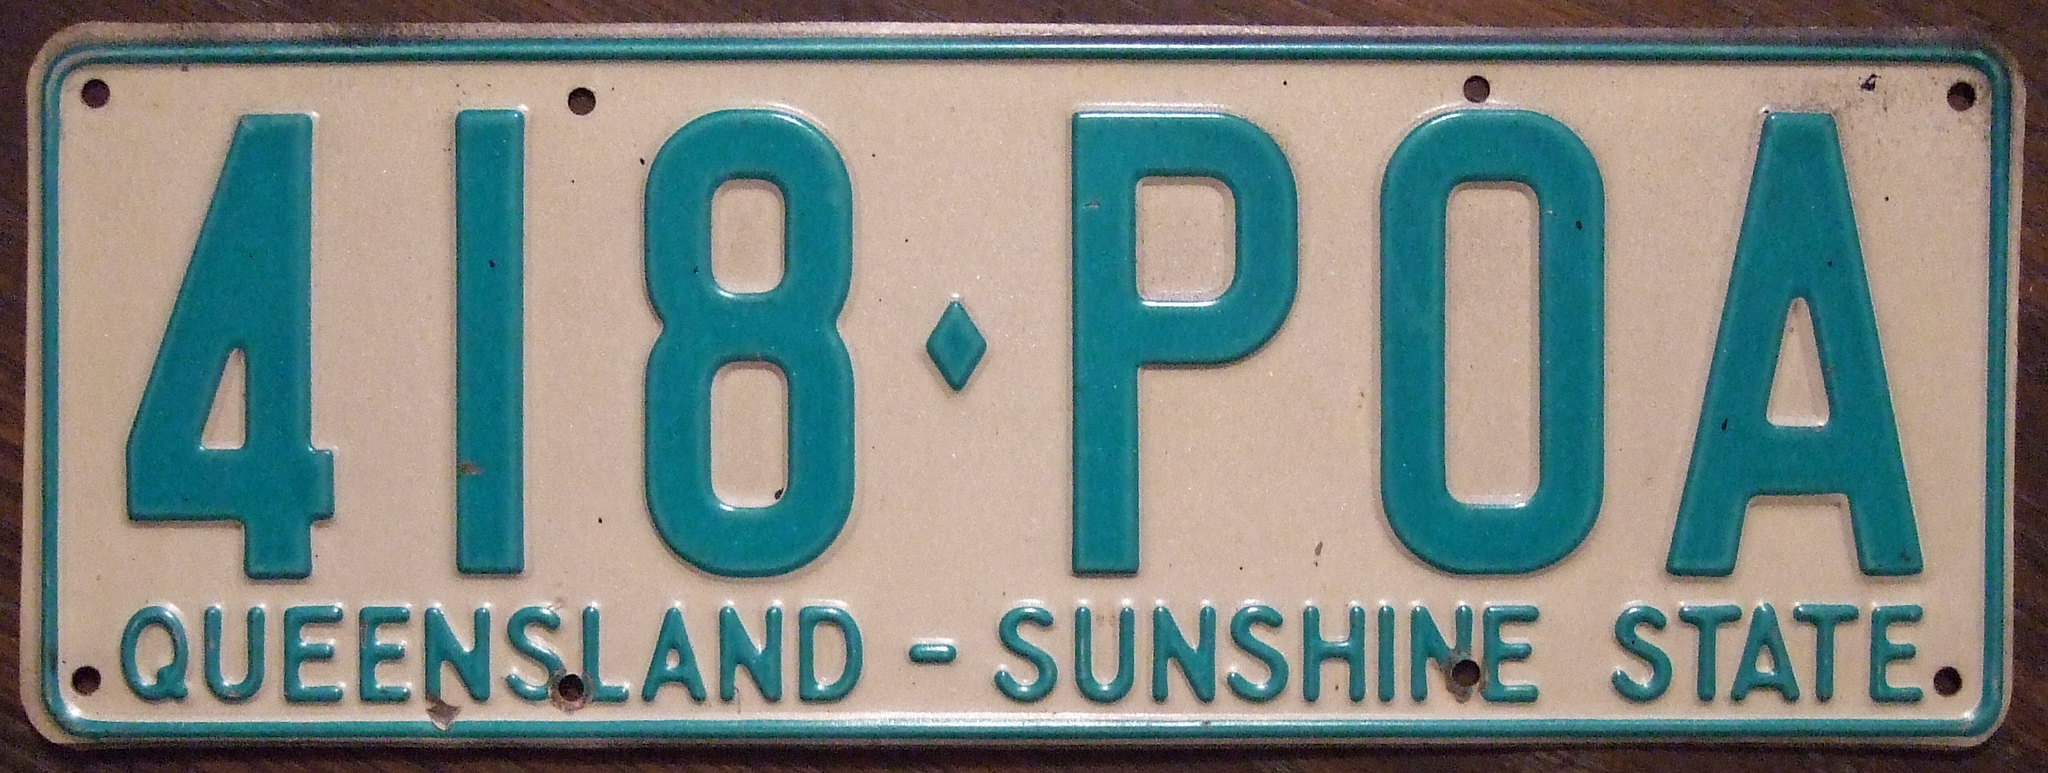 418♦POA
QUEENSLAND - SUNSHINE STATE